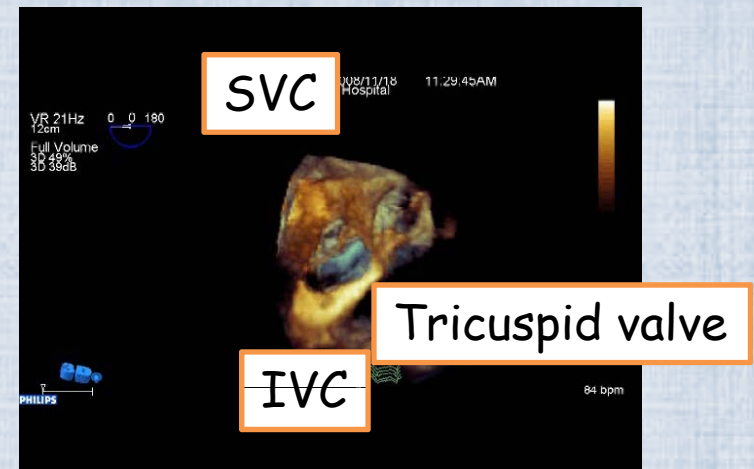 SVC
008/11/18 11:29:45AM
Hospital
VR 21Hz 0 0 180
12cm
Full Volume
3D 49%
3D 39dB
Tricuspid valve
IVC
3D
PHILIPS
84 bpm